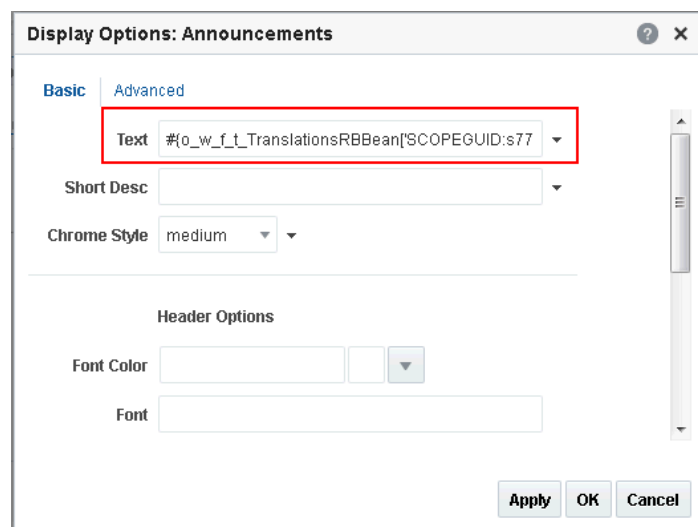 Display Options: Announcements
Basic Advanced
Text #{o_w_f_t_TranslationsRBBean['SCOPEGUID:s77
Short Desc
Chrome Style medium
Header Options
Font Color
Font
Apply OK Cancel